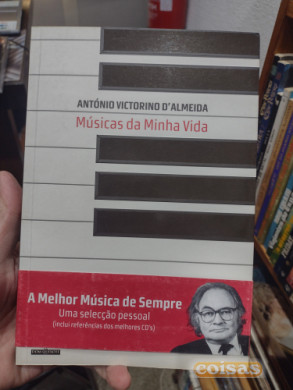 ANTÓNIO VICTORINO D'ALMEIDA
Músicas da Minha Vida
A Melhor Música de Sempre
Uma selecção pessoal
(inclui referências dos melhores CD's)
coisas